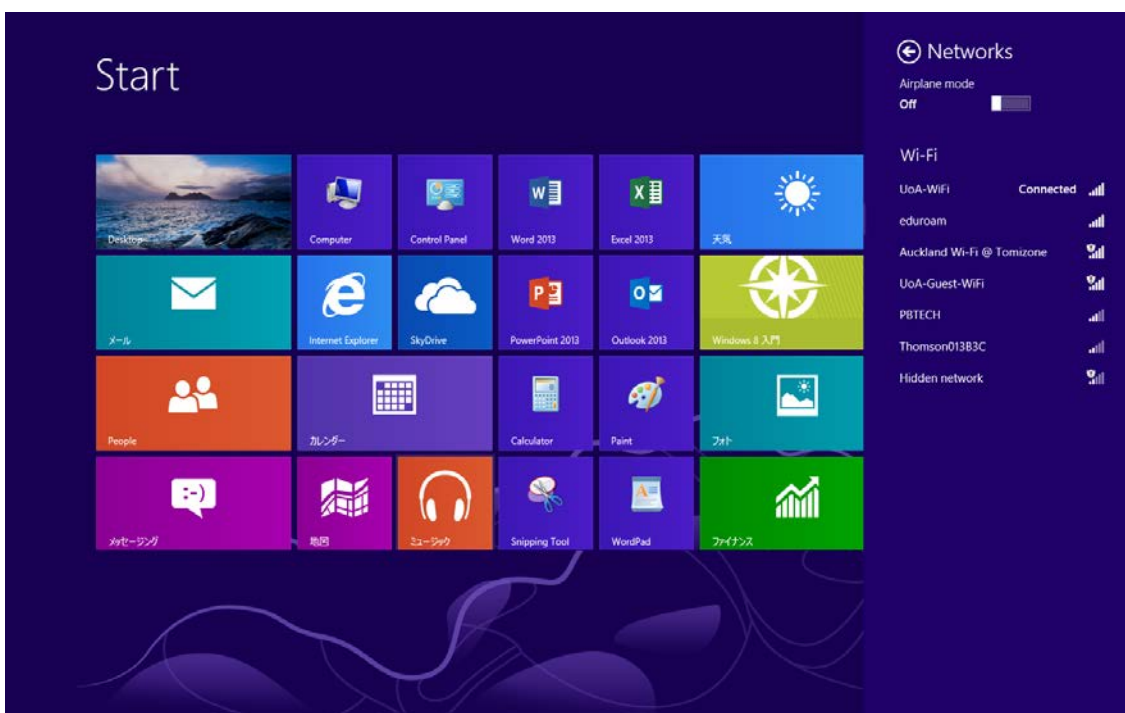 Start
Desktop
Computer
Control Panel
Word 2013
Excel 2013
天気
メール
Internet Explorer
SkyDrive
PowerPoint 2013
Outlook 2013
Windows 8 入門
People
カレンダー
Calculator
Paint
フォト
メッセージング
地図
ミュージック
Snipping Tool
WordPad
ファイナンス
Networks
Airplane mode
Off
Wi-Fi
UoA-WiFi Connected
eduroam
Auckland Wi-Fi @ Tomizone
UoA-Guest-WiFi
PBTECH
Thomson013B3C
Hidden network